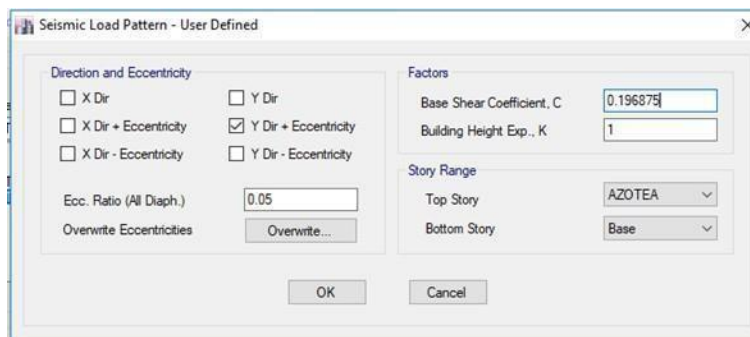 Seismic Load Pattern - User Defined
Direction and Eccentricity
X Dir
Y Dir
X Dir + Eccentricity
Y Dir + Eccentricity
X Dir - Eccentricity
Y Dir - Eccentricity
Ecc. Ratio (All Diaph.)
0.05
Overwrite Eccentricities
Overwrite...
Factors
Base Shear Coefficient, C
0.196875
Building Height Exp., K
1
Story Range
Top Story
AZOTEA
Bottom Story
Base
OK
Cancel